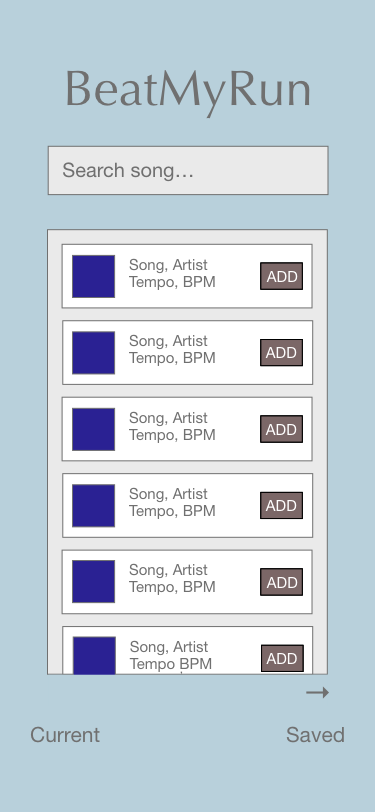 BeatMyRun
Search song...
Song, Artist
Tempo, BPM
ADD
Song, Artist
Tempo, BPM
ADD
Song, Artist
Tempo, BPM
ADD
Song, Artist
Tempo, BPM
ADD
Song, Artist
Tempo, BPM
ADD
Song, Artist
Tempo BPM
ADD
→
Current
Saved